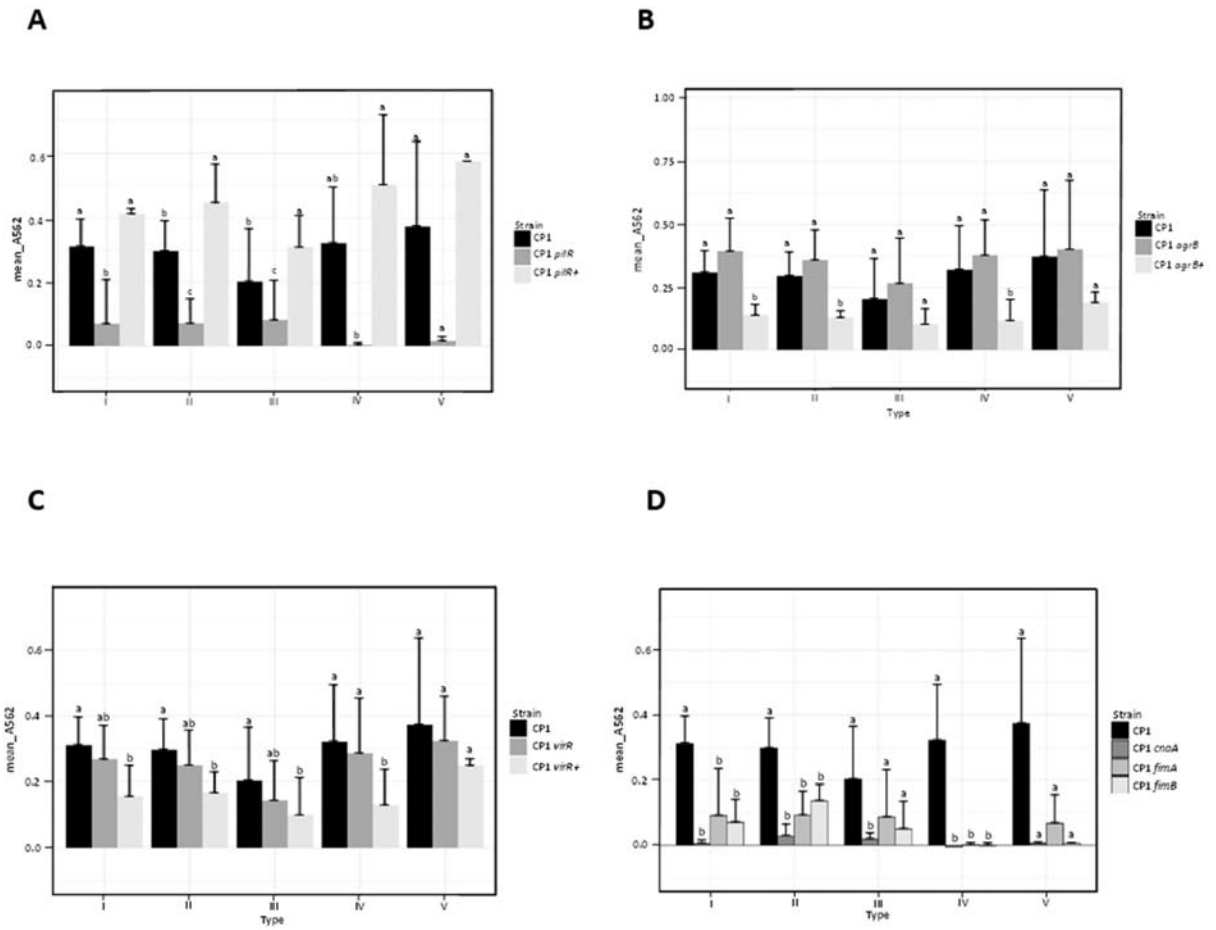 A
B
0.6
0.4
0.2
0.0
mean_A562
a
b
a
b
c
a
b
c
a
ab
b
a
a
a
a
I
II
III
IV
V
Strain
CP1
CP1 pilR
CP1 pilR+
1.00
0.75
0.50
0.25
0.00
mean_A562
a
a
b
a
a
b
a
a
a
a
a
b
a
a
a
I
II
III
IV
V
Type
Strain
CP1
CP1 agrB
CP1 agrB+
C
D
0.6
0.4
0.2
0.0
mean_A562
a
ab
b
a
ab
b
a
ab
b
a
a
b
a
a
a
I
II
III
IV
V
Type
Strain
CP1
CP1 virR
CP1 virR+
0.6
0.4
0.2
0.0
mean_A562
a
b
b
b
a
b
b
b
a
b
a
a
a
b
b
b
a
a
a
a
I
II
III
IV
V
Type
Strain
CP1
CP1 cnaA
CP1 fimA
CP1 fimB